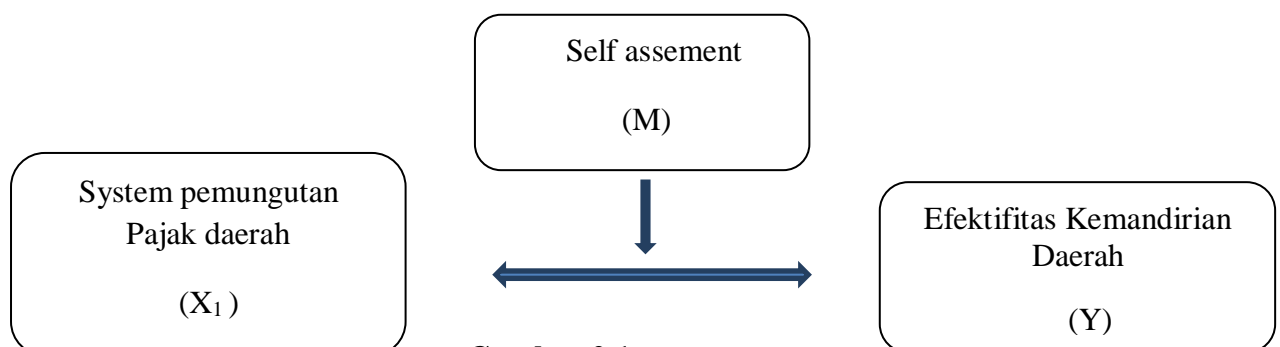 Self assement
(M)
System pemungutan
Pajak daerah
(X₁ )
Efektifitas Kemandirian
Daerah
(Y)